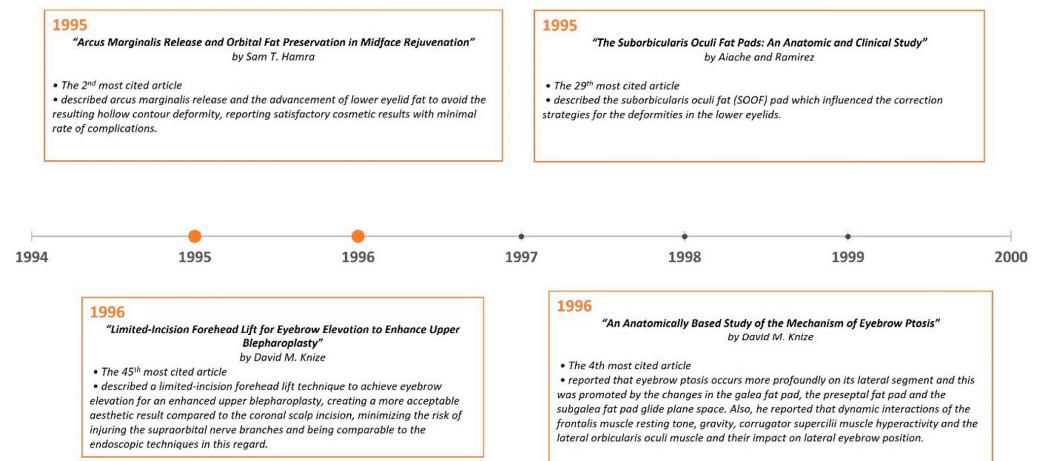 1995
“Arcus Marginalis Release and Orbital Fat Preservation in Midface Rejuvenation”
by Sam T. Hamra
• The 2nd most cited article
• described arcus marginalis release and the advancement of lower eyelid fat to avoid the
resulting hollow contour deformity, reporting satisfactory cosmetic results with minimal
rate of complications.
1995
“The Suborbicularis Oculi Fat Pads: An Anatomic and Clinical Study”
by Aiache and Ramirez
• The 29th most cited article
• described the suborbicularis oculi fat (SOOF) pad which influenced the correction
strategies for the deformities in the lower eyelids.
1994
1995
1996
1997
1998
1999
2000
1996
“Limited-Incision Forehead Lift for Eyebrow Elevation to Enhance Upper
Blepharoplasty”
by David M. Knize
• The 45th most cited article
• described a limited-incision forehead lift technique to achieve eyebrow
elevation for an enhanced upper blepharoplasty, creating a more acceptable
aesthetic result compared to the coronal scalp incision, minimizing the risk of
injuring the supraorbital nerve branches and being comparable to the
endoscopic techniques in this regard.
1996
“An Anatomically Based Study of the Mechanism of Eyebrow Ptosis”
by David M. Knize
• The 4th most cited article
• reported that eyebrow ptosis occurs more profoundly on its lateral segment and this
was promoted by the changes in the galea fat pad, the preseptal fat pad and the
subgalea fat pad glide plane space. Also, he reported that dynamic interactions of the
frontalis muscle resting tone, gravity, corrugator supercilii muscle hyperactivity and the
lateral orbicularis oculi muscle and their impact on lateral eyebrow position.